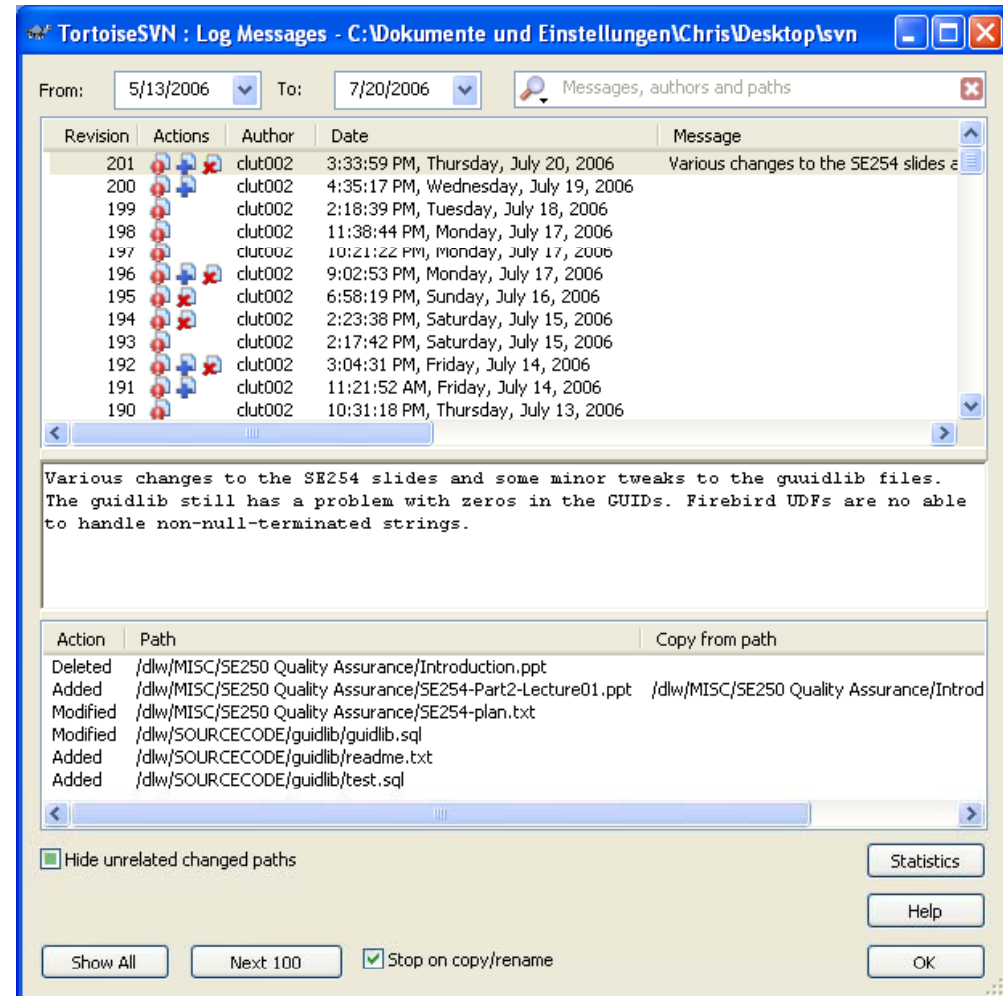 TortoiseSVN : Log Messages - C:\Dokumente und Einstellungen\Chris\Desktop\svn
From: 5/13/2006 To: 7/20/2006 Messages, authors and paths
Revision Actions Author Date Message
201 clut002 3:33:59 PM, Thursday, July 20, 2006 Various changes to the SE254 slides a
200 clut002 4:35:17 PM, Wednesday, July 19, 2006
199 clut002 2:18:39 PM, Tuesday, July 18, 2006
198 clut002 11:38:44 PM, Monday, July 17, 2006
197 clut002 10:21:22 PM, Monday, July 17, 2006
196 clut002 9:02:53 PM, Monday, July 17, 2006
195 clut002 6:58:19 PM, Sunday, July 16, 2006
194 clut002 2:23:38 PM, Saturday, July 15, 2006
193 clut002 2:17:42 PM, Saturday, July 15, 2006
192 clut002 3:04:31 PM, Friday, July 14, 2006
191 clut002 11:21:52 AM, Friday, July 14, 2006
190 clut002 10:31:18 PM, Thursday, July 13, 2006
Various changes to the SE254 slides and some minor tweaks to the guuidlib files.
The guidlib still has a problem with zeros in the GUIDs. Firebird UDFs are no able
to handle non-null-terminated strings.
Action Path Copy from path
Deleted /dlw/MISC/SE250 Quality Assurance/Introduction.ppt
Added /dlw/MISC/SE250 Quality Assurance/SE254-Part2-Lecture01.ppt /dlw/MISC/SE250 Quality Assurance/Introd
Modified /dlw/MISC/SE250 Quality Assurance/SE254-plan.txt
Modified /dlw/SOURCECODE/guidlib/guidlib.sql
Added /dlw/SOURCECODE/guidlib/readme.txt
Added /dlw/SOURCECODE/guidlib/test.sql
Hide unrelated changed paths
Statistics
Help
Show All Next 100 Stop on copy/rename OK